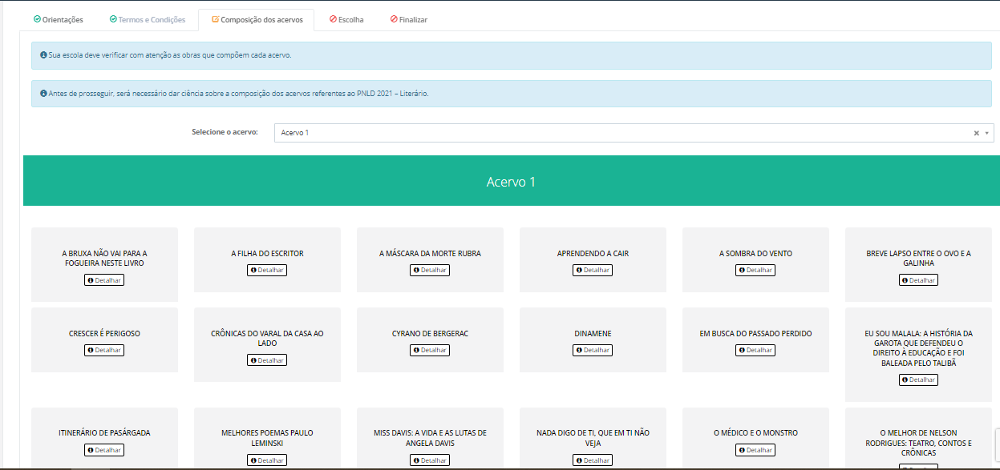 Orientações
Termos e Condições
Composição dos acervos
Escolha
Finalizar
Sua escola deve verificar com atenção as obras que compõem cada acervo.
Antes de prosseguir, será necessário dar ciência sobre a composição dos acervos referentes ao PNLD 2021 – Literário.
Selecione o acervo:
Acervo 1
Acervo 1
A BRUXA NÃO VAI PARA A
FOGUEIRA NESTE LIVRO
Detalhar
A FILHA DO ESCRITOR
Detalhar
A MÁSCARA DA MORTE RUBRA
Detalhar
APRENDENDO A CAIR
Detalhar
A SOMBRA DO VENTO
Detalhar
BREVE LAPSO ENTRE O OVO E A
GALINHA
Detalhar
CRESCER É PERIGOSO
Detalhar
CRÔNICAS DO VARAL DA CASA AO
LADO
Detalhar
CYRANO DE BERGERAC
Detalhar
DINAMENE
Detalhar
EM BUSCA DO PASSADO PERDIDO
Detalhar
EU SOU MALALA: A HISTÓRIA DA
GAROTA QUE DEFENDEU O
DIREITO À EDUCAÇÃO E FOI
BALEADA PELO TALIBÃ
Detalhar
ITINERÁRIO DE PASÁRGADA
Detalhar
MELHORES POEMAS PAULO
LEMINSKI
Detalhar
MISS DAVIS: A VIDA E AS LUTAS DE
ANGELA DAVIS
Detalhar
NADA DIGO DE TI, QUE EM TI NÃO
VEJA
Detalhar
O MÉDICO E O MONSTRO
Detalhar
O MELHOR DE NELSON
RODRIGUES: TEATRO, CONTOS E
CRÔNICAS